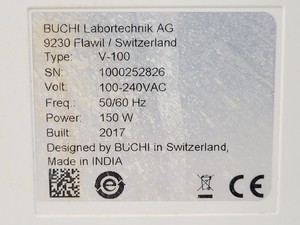 BUCHI Labortechnik AG
9230 Flawil / Switzerland
Type: V-100
SN: 1000252826
Volt: 100-240VAC
Freq.: 50/60 Hz
Power: 150 W
Built: 2017
Designed by BUCHI in Switzerland,
Made in INDIA
CE